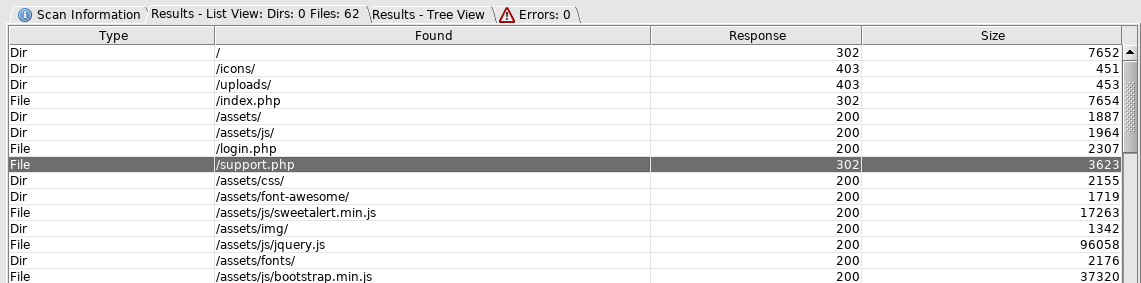 Scan Information Results - List View: Dirs: 0 Files: 62 Results - Tree View Errors: 0
Type Found Response Size
Dir / 302 7652
Dir /icons/ 403 451
Dir /uploads/ 403 453
File /index.php 302 7654
Dir /assets/ 200 1887
Dir /assets/js/ 200 1964
File /login.php 200 2307
File /support.php 302 3623
Dir /assets/css/ 200 2155
Dir /assets/font-awesome/ 200 1719
File /assets/js/sweetalert.min.js 200 17263
Dir /assets/img/ 200 1342
File /assets/js/jquery.js 200 96058
Dir /assets/fonts/ 200 2176
File /assets/js/bootstrap.min.js 200 37320